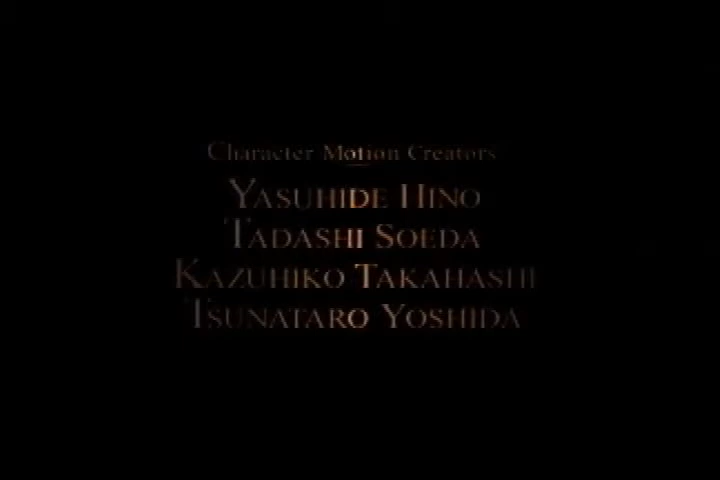 Character Motion Creators
YASUHIDE HINO
TADASHI SOEDA
KAZUHIKO TAKAHASHI
TSUNATARO YOSHIDA